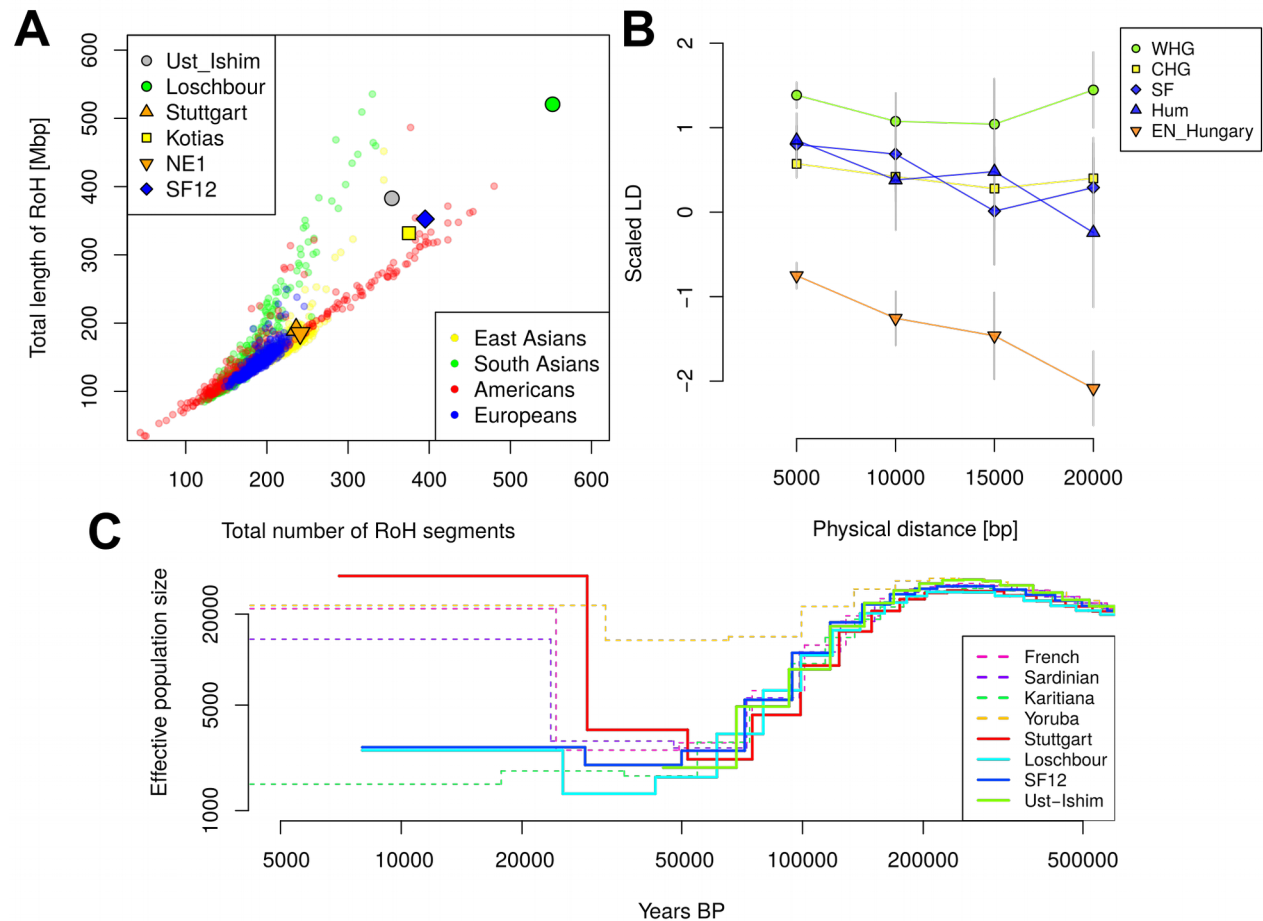 A
Total length of RoH [Mbp]
600
500
400
300
200
100
100 200 300 400 500 600
Total number of RoH segments
Ust_Ishim
Loschbour
Stuttgart
Kotias
NE1
SF12
East Asians
South Asians
Americans
Europeans
B
Scaled LD
2
1
0
−1
−2
5000 10000 15000 20000
Physical distance [bp]
WHG
CHG
SF
Hum
EN_Hungary
C
Effective population size
20000
5000
1000
5000 10000 20000 50000 100000 200000 500000
Years BP
French
Sardinian
Karitiana
Yoruba
Stuttgart
Loschbour
SF12
Ust−Ishim